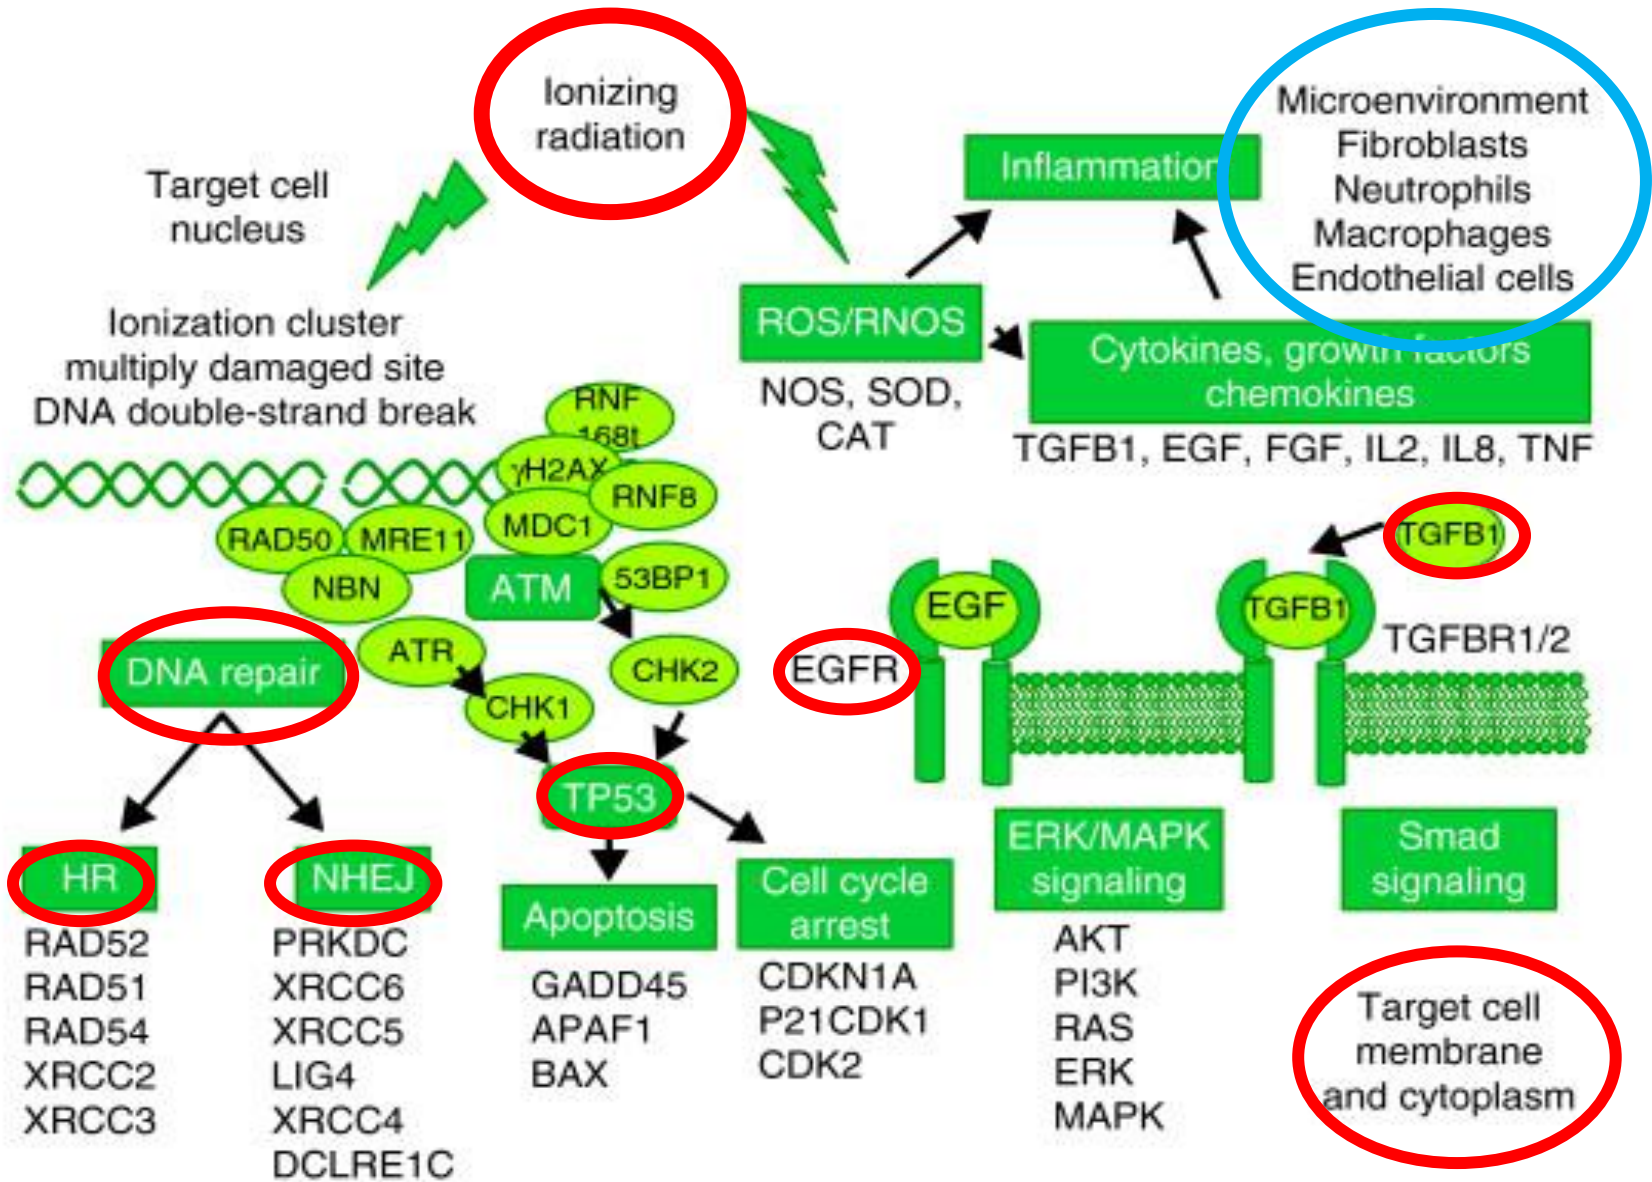 Ionizing
radiation
Target cell
nucleus
Ionization cluster
multiply damaged site
DNA double-strand break
Inflammation
Microenvironment
Fibroblasts
Neutrophils
Macrophages
Endothelial cells
ROS/RNOS
NOS, SOD,
CAT
Cytokines, growth factors
chemokines
TGFB1, EGF, FGF, IL2, IL8, TNF
RNF
168t
γH2AX
RNF8
MDC1
RAD50
MRE11
NBN
ATM
53BP1
ATR
CHK2
CHK1
DNA repair
TP53
HR
RAD52
RAD51
RAD54
XRCC2
XRCC3
NHEJ
PRKDC
XRCC6
XRCC5
LIG4
XRCC4
DCLRE1C
Apoptosis
GADD45
APAF1
BAX
Cell cycle
arrest
CDKN1A
P21CDK1
CDK2
TGFB1
EGF
TGFB1
EGFR
TGFBR1/2
ERK/MAPK
signaling
AKT
PI3K
RAS
ERK
MAPK
Smad
signaling
Target cell
membrane
and cytoplasm